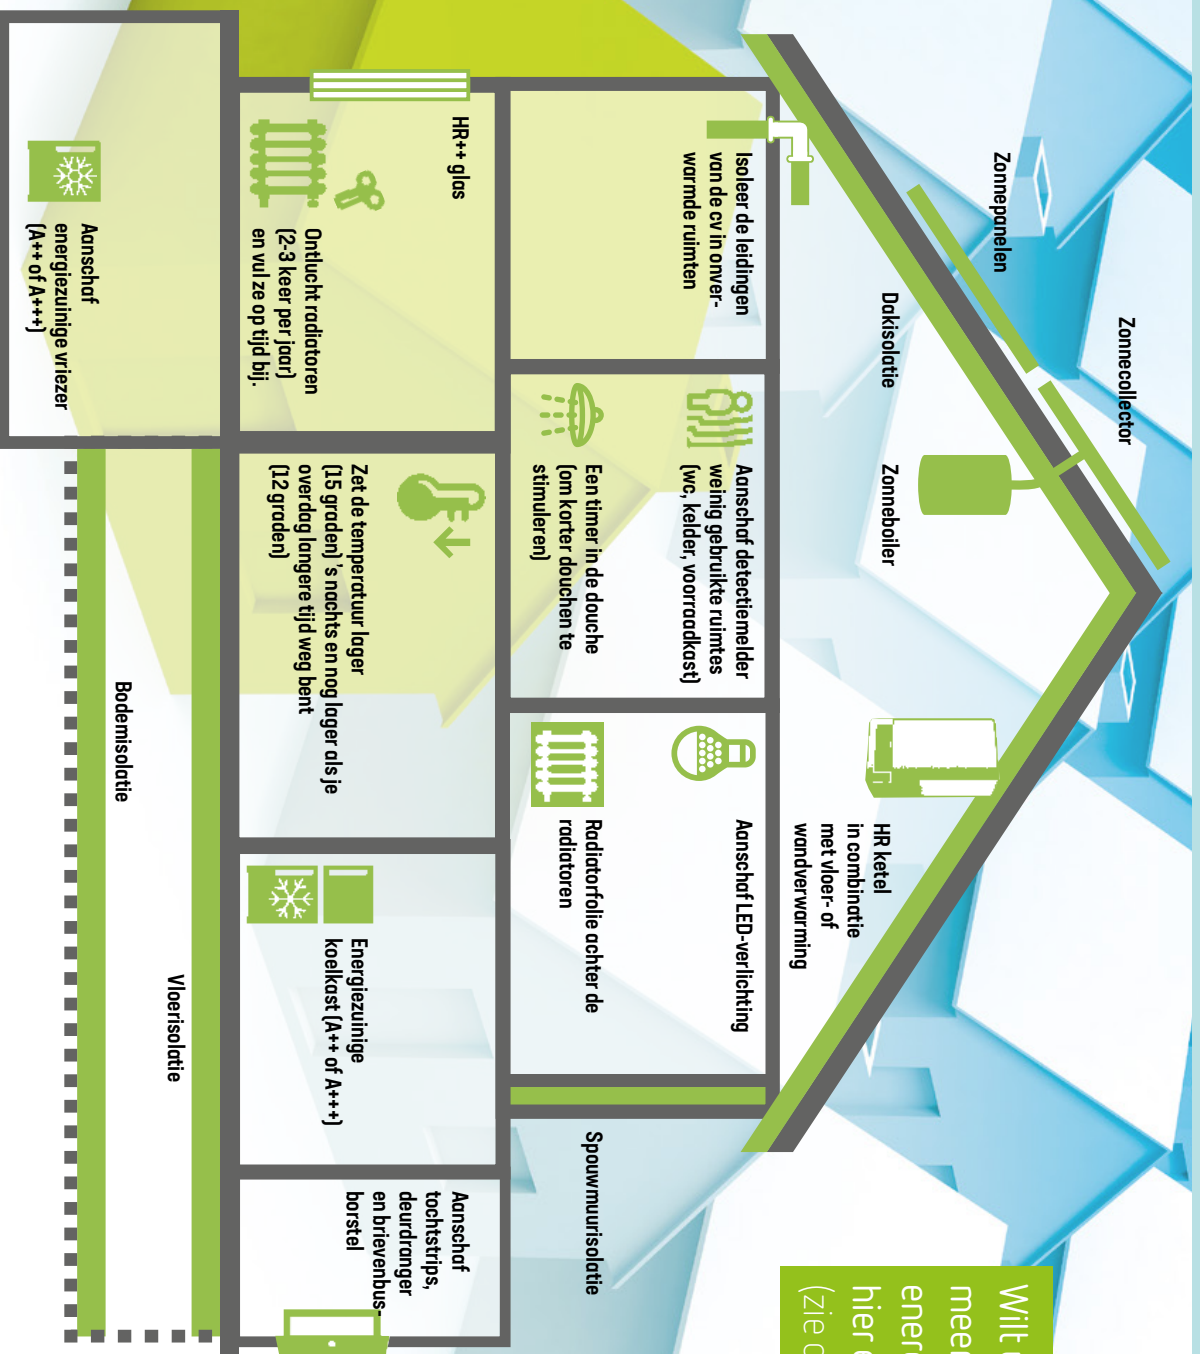 Zonnecollector
Zonnepanelen
Dakisolatie
Zonneboiler
HR ketel
in combinatie
met vloer- of
wandverwarming
Isoleer de leidingen
van de cv in onver-
warmde ruimten
Aanschaf detectiemelder
weinig gebruikte ruimtes
(wc, kelder, voorraadkast)
Een timer in de douche
(om korter douchen te
stimuleren)
Aanschaf LED-verlichting
Radiatorfolie achter de
radiatoren
Spouwmuurisolatie
HR++ glas
Ontlucht radiatoren
(2-3 keer per jaar)
en vul ze op tijd bij.
Zet de temperatuur lager
(15 graden) 's nachts en nog lager als je
overdag langere tijd weg bent
(12 graden)
Energiezuinige
koelkast (A++ of A+++)
Aanschaf
tochtstrips,
deurdranger
en brievenbus-
borstel
Aanschaf
energiezuinige vriezer
(A++ of A+++)
Vloerisolatie
Bodemisolatie
Wilt
meer
ener
hier
(zie